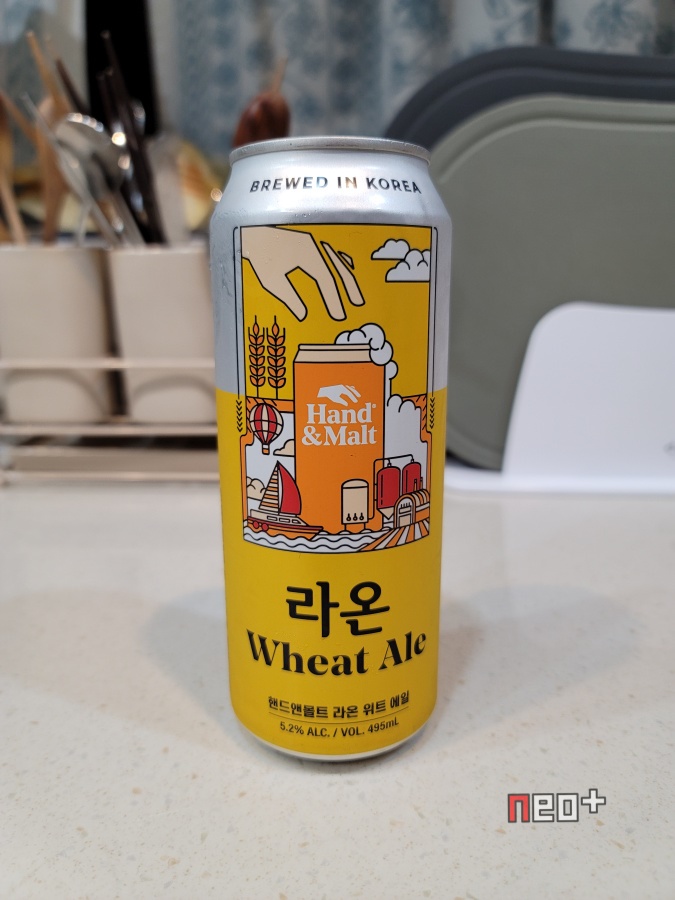 BREWED IN KOREA
Hand®
&Malt
라온
Wheat Ale
핸드앤몰트 라온 위트 에일
5.2% ALC. / VOL. 495mL
neo+